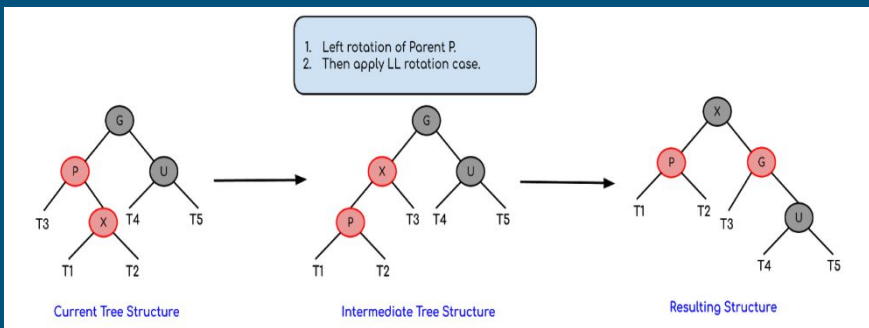 1. Left rotation of Parent P.
2. Then apply LL rotation case.
G
P
U
T3
X
T4
T5
T1
T2
Current Tree Structure
G
X
U
P
T3
T4
T5
T1
T2
Intermediate Tree Structure
X
P
G
T1
T2
T3
U
T4
T5
Resulting Structure